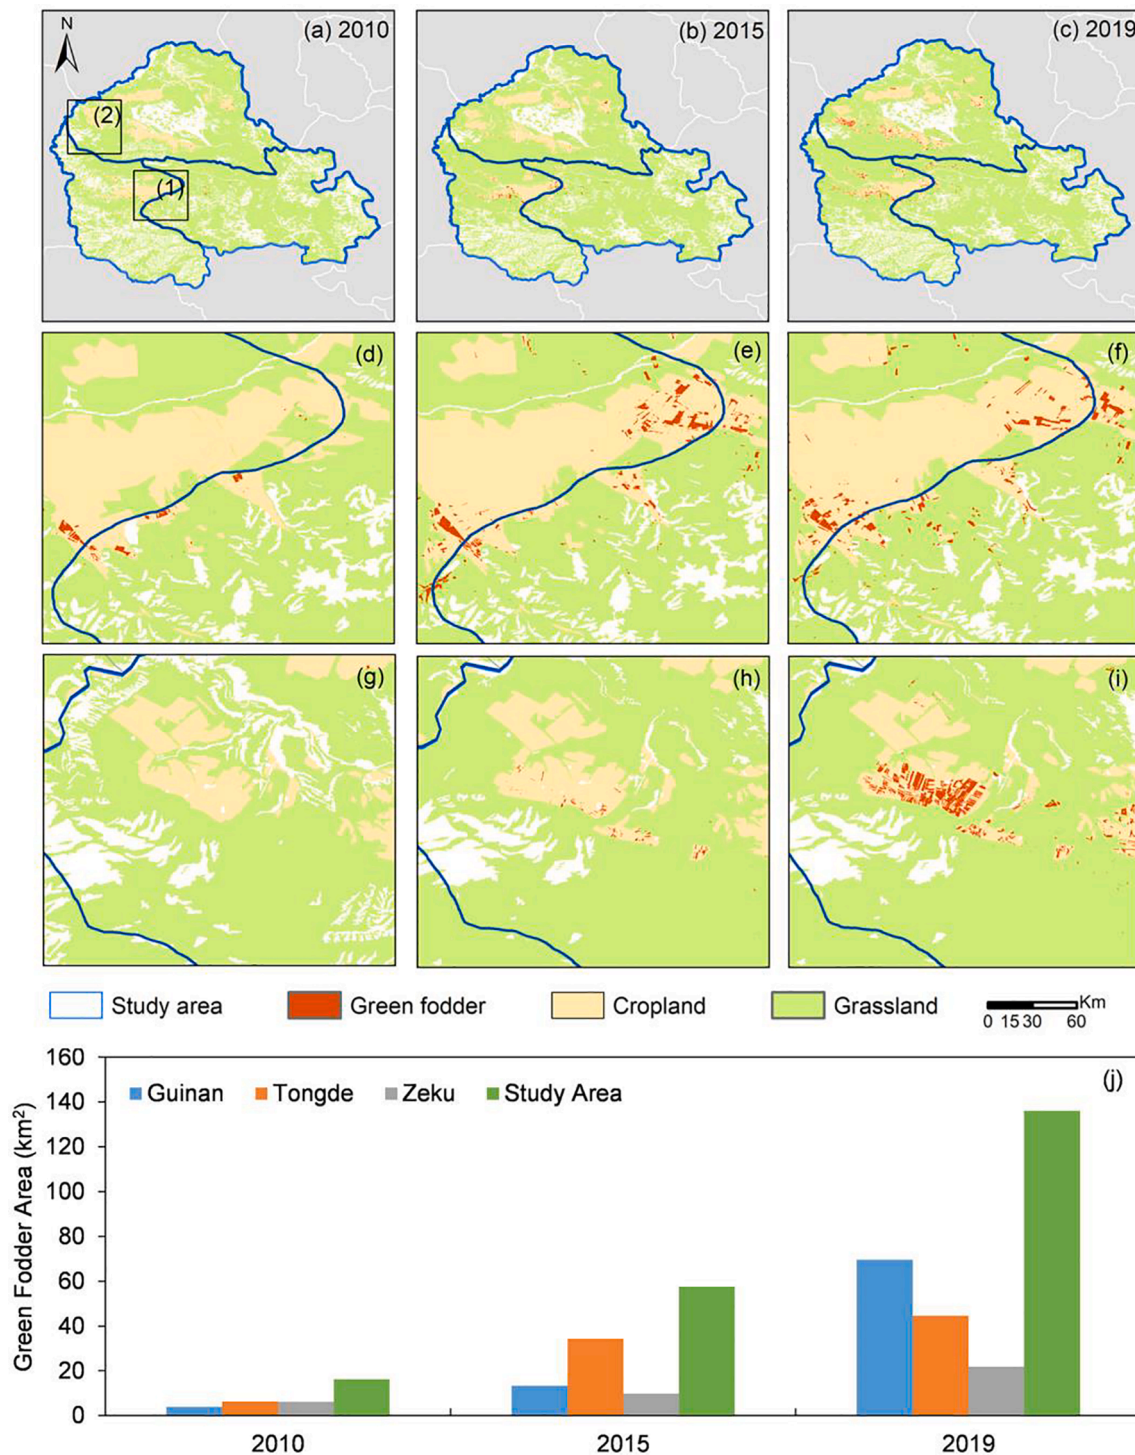 N
(a) 2010
(b) 2015
(c) 2019
(2)
(1)
(d)
(e)
(f)
(g)
(h)
(i)
Study area
Green fodder
Cropland
Grassland
Km
0 15 30 60
(j)
Guinan Tongde Zeku Study Area
Green Fodder Area (km²)
160
140
120
100
80
60
40
20
0
2010 2015 2019